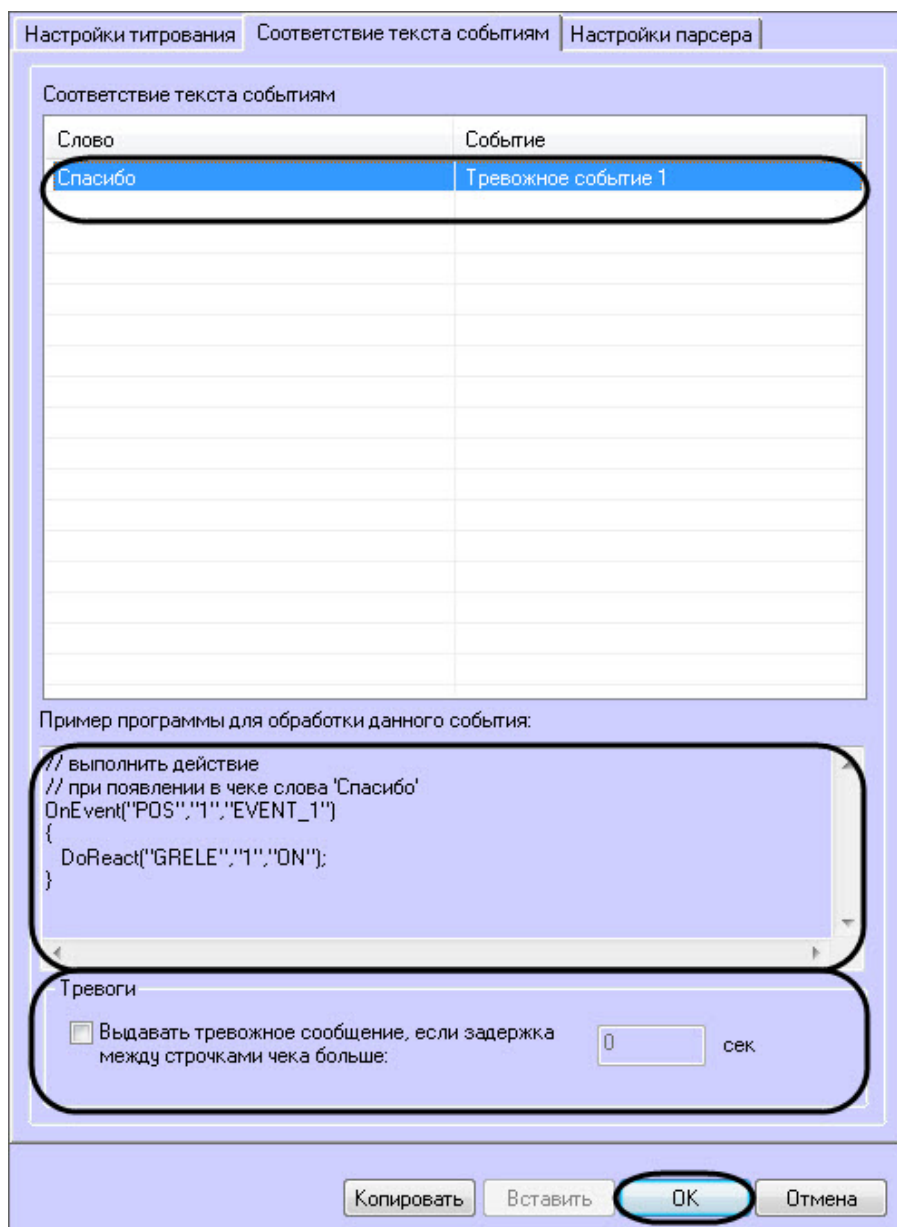 Настройки титрования Соответствие текста событиям Настройки парсера
Соответствие текста событиям
Слово Событие
Спасибо Тревожное событие 1
Пример программы для обработки данного события:
// выполнить действие
// при появлении в чеке слова 'Спасибо'
OnEvent("POS","1","EVENT_1")
{
DoReact("GRELE","1","ON");
}
Тревоги
Выдавать тревожное сообщение, если задержка
между строчками чека больше:
0 сек
Копировать Вставить OK Отмена